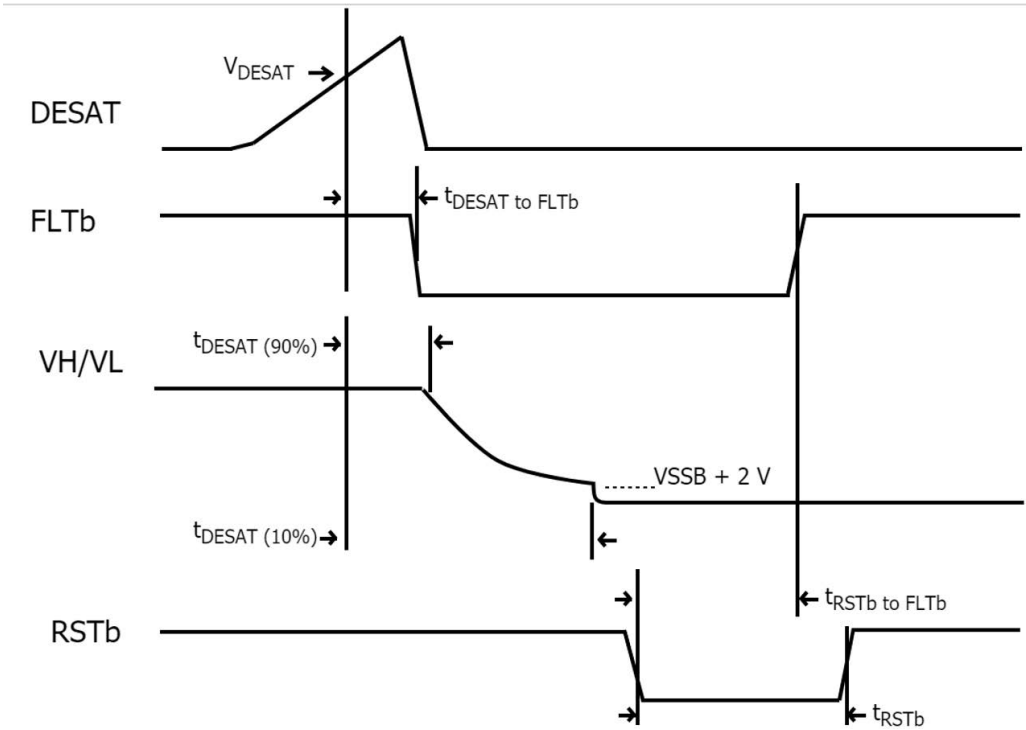 VDESAT
DESAT
tDESAT to FLTb
FLTb
tDESAT (90%)
VH/VL
VSSB + 2 V
tDESAT (10%)
tRSTb to FLTb
RSTb
tRSTb